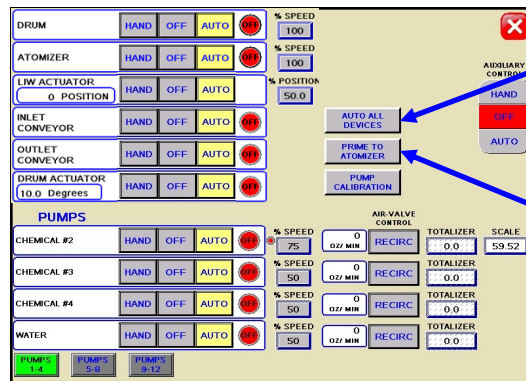 DRUM HAND OFF AUTO OFF % SPEED 100
ATOMIZER HAND OFF AUTO OFF % SPEED 100
LIW ACTUATOR
0 POSITION HAND OFF AUTO % POSITION 50.0
INLET
CONVEYOR HAND OFF AUTO OFF
OUTLET
CONVEYOR HAND OFF AUTO OFF
DRUM ACTUATOR
10.0 Degrees HAND OFF AUTO OFF
X
AUXILIARY
CONTROL
HAND
OFF
AUTO
AUTO ALL
DEVICES
PRIME TO
ATOMIZER
PUMP
CALIBRATION
PUMPS
AIR-VALVE
CONTROL
CHEMICAL #2 HAND OFF AUTO OFF % SPEED 75 0 OZ/ MIN RECIRC TOTALIZER 0.0 SCALE 59.52
CHEMICAL #3 HAND OFF AUTO OFF % SPEED 50 0 OZ/ MIN RECIRC TOTALIZER 0.0
CHEMICAL #4 HAND OFF AUTO OFF % SPEED 50 0 OZ/ MIN RECIRC TOTALIZER 0.0
WATER HAND OFF AUTO OFF % SPEED 50 0 OZ/ MIN RECIRC TOTALIZER 0.0
PUMPS
1-4
PUMPS
5-8
PUMPS
9-12